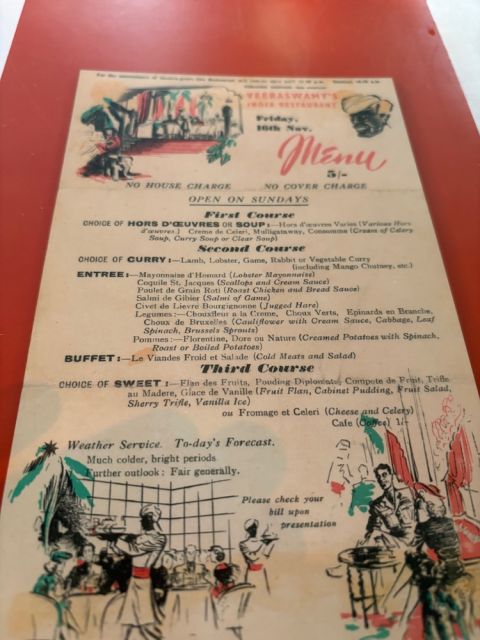 VEERASWAMY'S
INDIA RESTAURANT
Friday,
16th Nov.
Menu
5/-
NO HOUSE CHARGE NO COVER CHARGE
OPEN ON SUNDAYS
First Course
CHOICE OF HORS D'ŒUVRES OR SOUP:—Hors d'œuvres Varies (Various Hors
d'œuvres.) Creme de Celeri, Mulligatawny, Consomme (Cream of Celery
Soup, Curry Soup or Clear Soup)
Second Course
CHOICE OF CURRY:—Lamb, Lobster, Game, Rabbit or Vegetable Curry
(including Mango Chutney, etc.)
ENTREE:—Mayonnaise d'Homard (Lobster Mayonnaise)
Coquile St. Jacques (Scallops and Cream Sauce)
Poulet de Grain Roti (Roast Chicken and Bread Sauce)
Salmi de Gibier (Salmi of Game)
Civet de Lievre Bourgignonne (Jugged Hare)
Legumes:—Chouxfleur a la Creme, Choux Verts, Epinards en Branche,
Choux de Bruxelles (Cauliflower with Cream Sauce, Cabbage, Leaf
Spinach, Brussels Sprouts)
Pommes:—Florentine, Dore ou Nature (Creamed Potatoes with Spinach,
Roast or Boiled Potatoes)
BUFFET:—Le Viandes Froid et Salade (Cold Meats and Salad)
Third Course
CHOICE OF SWEET:—Flan des Fruits, Pouding Diplomate, Compote de Fruit, Trifle
au Madere, Glace de Vanille (Fruit Flan, Cabinet Pudding, Fruit Salad,
Sherry Trifle, Vanilla Ice)
ou Fromage et Celeri (Cheese and Celery)
Cafe (Coffee) 1/-
Weather Service. To-day's Forecast.
Much colder, bright periods
Further outlook: Fair generally.
Please check your
bill upon
presentation